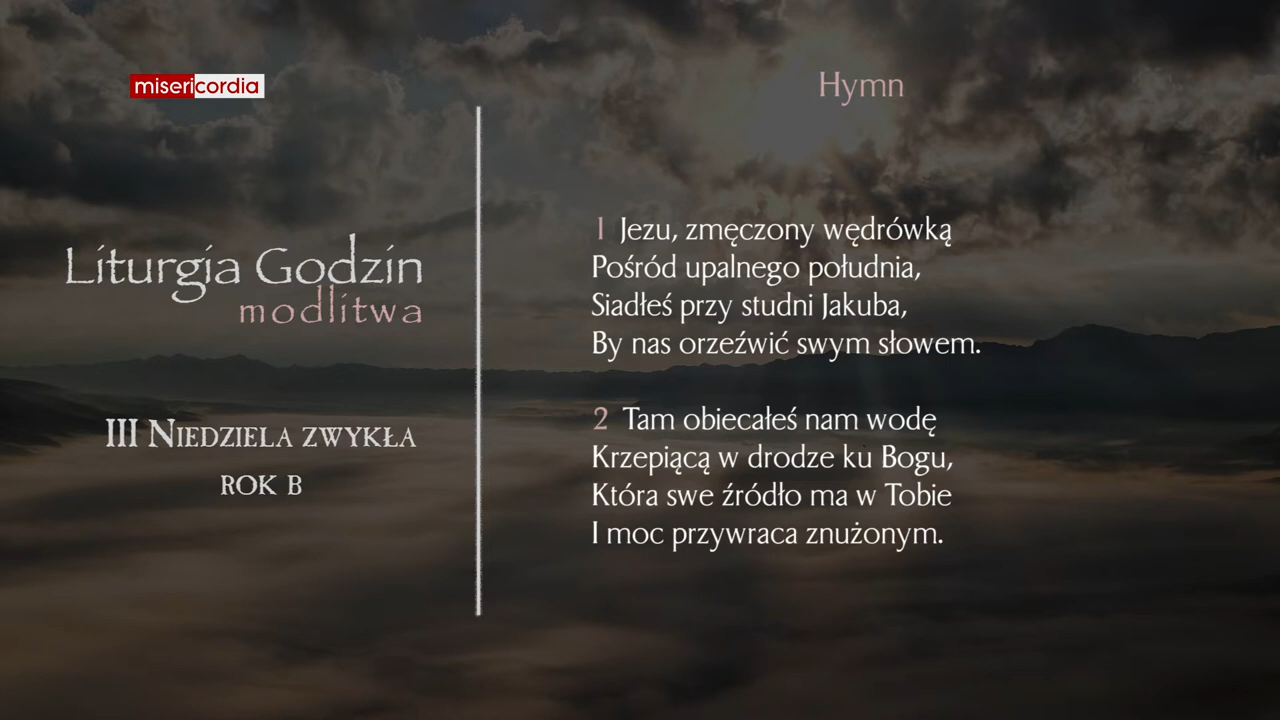 misericordia
Liturgia Godzin
modlitwa
III Niedziela zwykła
rok B
Hymn
1 Jezu, zmęczony wędrówką
Pośród upalnego południa,
Siadłeś przy studni Jakuba,
By nas orzeźwić swym słowem.
2 Tam obiecałeś nam wodę
Krzepiącą w drodze ku Bogu,
Która swe źródło ma w Tobie
I moc przywraca znużonym.